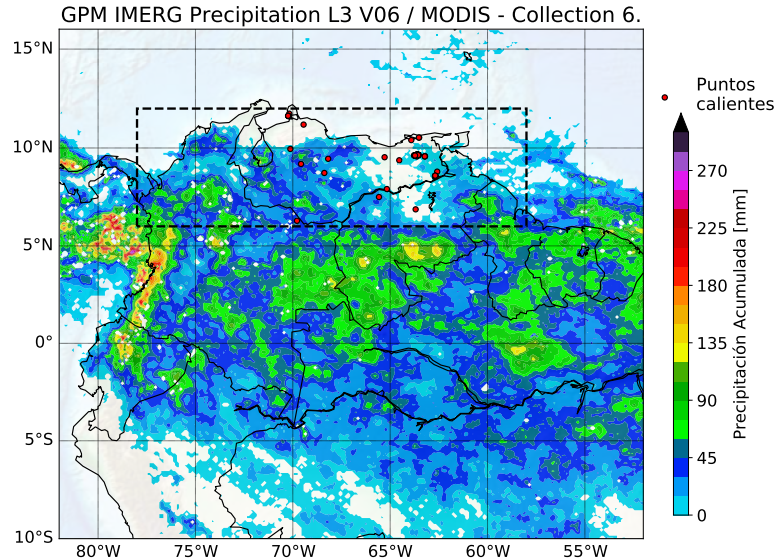 GPM IMERG Precipitation L3 V06 / MODIS - Collection 6.
15°N
10°N
5°N
0°
5°S
10°S
80°W
75°W
70°W
65°W
60°W
55°W
Puntos
calientes
270
225
180
135
90
45
0
Precipitación Acumulada [mm]